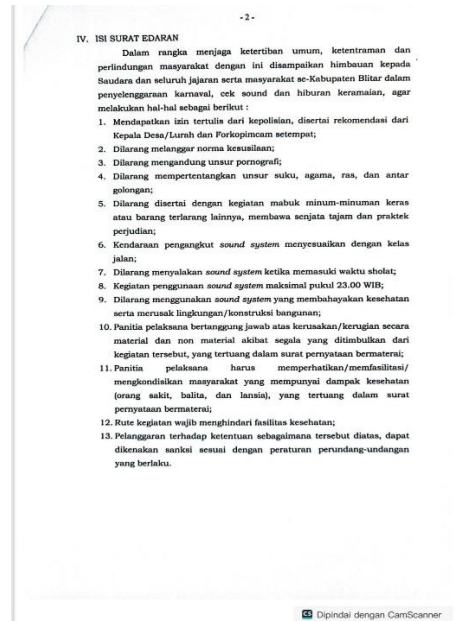 - 2 -
IV. ISI SURAT EDARAN
Dalam rangka menjaga ketertiban umum, ketentraman dan
perlindungan masyarakat dengan ini disampaikan himbauan kepada
Saudara dan seluruh jajaran serta masyarakat se-Kabupaten Blitar dalam
penyelenggaraan karnaval, cek sound dan hiburan keramaian, agar
melakukan hal-hal sebagai berikut :
1. Mendapatkan izin tertulis dari kepolisian, disertai rekomendasi dari
Kepala Desa/Lurah dan Forkopimcam setempat;
2. Dilarang melanggar norma kesusilaan;
3. Dilarang mengandung unsur pornografi;
4. Dilarang mempertentangkan unsur suku, agama, ras, dan antar
golongan;
5. Dilarang disertai dengan kegiatan mabuk minum-minuman keras
atau barang terlarang lainnya, membawa senjata tajam dan praktek
perjudian;
6. Kendaraan pengangkut sound system menyesuaikan dengan kelas
jalan;
7. Dilarang menyalakan sound system ketika memasuki waktu sholat;
8. Kegiatan penggunaan sound system maksimal pukul 23.00 WIB;
9. Dilarang menggunakan sound system yang membahayakan kesehatan
serta merusak lingkungan/konstruksi bangunan;
10. Panitia pelaksana bertanggung jawab atas kerusakan/kerugian secara
material dan non material akibat segala yang ditimbulkan dari
kegiatan tersebut, yang tertuang dalam surat pernyataan bermaterai;
11. Panitia pelaksana harus memperhatikan/memfasilitasi/
mengkondisikan masyarakat yang mempunyai dampak kesehatan
(orang sakit, balita, dan lansia), yang tertuang dalam surat
pernyataan bermaterai;
12. Rute kegiatan wajib menghindari fasilitas kesehatan;
13. Pelanggaran terhadap ketentuan sebagaimana tersebut diatas, dapat
dikenakan sanksi sesuai dengan peraturan perundang-undangan
yang berlaku.
CS Dipindai dengan CamScanner